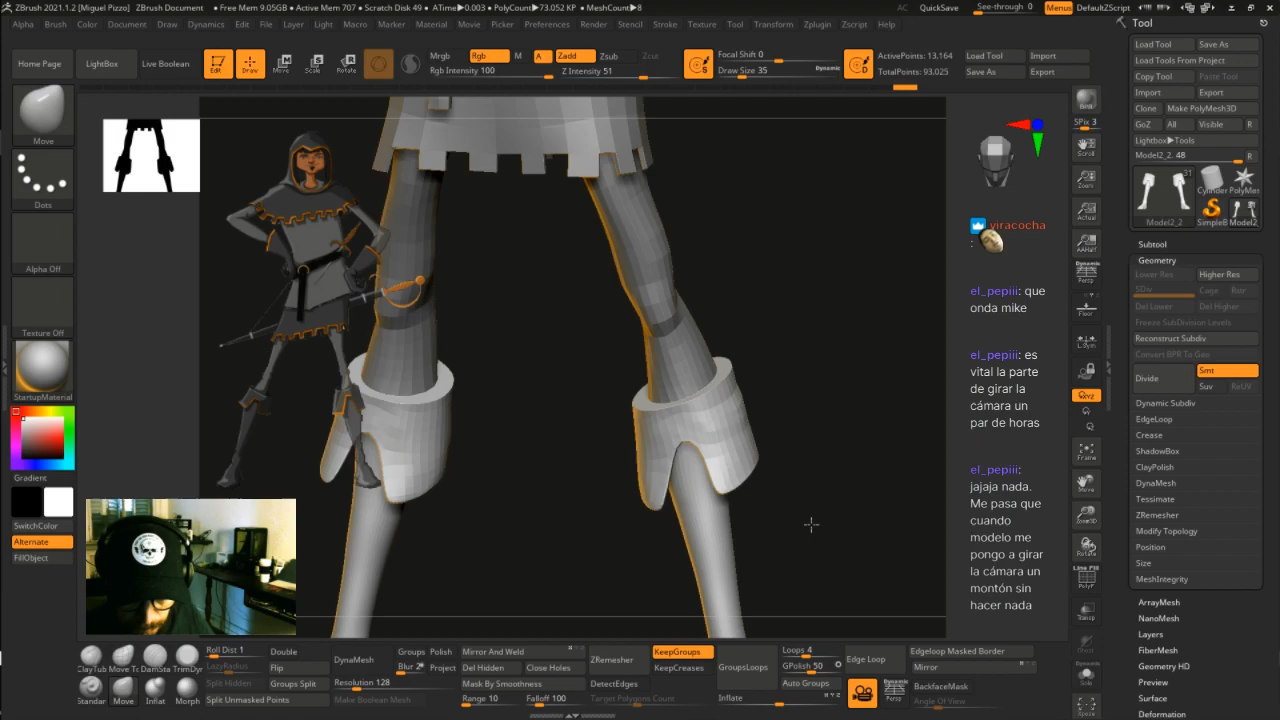 ZBrush 2021.1.2 [Miguel Pizzo]   ZBrush Document   • Free Mem 9.05GB • Active Mem 707 • Scratch Disk 49 • ATime▶0.003 • PolyCount▶73.052 KP • MeshCount▶8
AC QuickSave See-through 0 Menus DefaultZScript
Alpha Brush Color Document Draw Dynamics Edit File Geometry Layer Light Macro Marker Material Movie Picker Preferences Render Stencil Stroke Texture Tool Transform Zplugin Zscript Help
Home Page LightBox Live Boolean Edit Draw Move Scale Rotate
Mrgb Rgb M A Zadd Zsub Zcut
Rgb Intensity 100 Z Intensity 51
S Focal Shift 0
Draw Size 35 Dynamic
D ActivePoints: 13,164
TotalPoints: 93,025
Load Tool Import
Save As Export
Move
Dots
Alpha Off
Texture Off
StartupMaterial
Gradient
SwitchColor
Alternate
FillObject
viracocha
:
el_pepiii: que
onda mike
el_pepiii: es
vital la parte
de girar la
cámara un
par de horas
el_pepiii:
jajaja nada.
Me pasa que
cuando
modelo me
pongo a girar
la cámara un
montón sin
hacer nada
SPix 3
Scroll
Zoom
Actual
AAHalf
Dynamic
Persp
Floor
L.Sym
Frame
Move
Zoom3D
Rotate
Line Fill
PolyF
Transp
Tool
Load Tool Save As
Load Tools From Project
Copy Tool Paste Tool
Import Export
Clone Make PolyMesh3D
GoZ All Visible R
Lightbox▶Tools
Model2_2. 48 R
31
Cylinder PolyMes
Model2_2 SimpleB Model2_
Subtool
Geometry
Lower Res Higher Res
SDiv Cage Rstr
Del Lower Del Higher
Freeze SubDivision Levels
Reconstruct Subdiv
Convert BPR To Geo
Divide Smt
Suv ReUV
Dynamic Subdiv
EdgeLoop
Crease
ShadowBox
ClayPolish
DynaMesh
Tessimate
ZRemesher
Modify Topology
Position
Size
MeshIntegrity
ArrayMesh
NanoMesh
Layers
FiberMesh
Geometry HD
Preview
Surface
Deformation
ClayTub Move To DamSta TrimDyn
Standar Move Inflat Morph
Roll Dist 1 Double
LazyRadius Flip
Split Hidden Groups Split
Split Unmasked Points
DynaMesh Groups Polish
Blur 2 Project
Resolution 128
Make Boolean Mesh
Mirror And Weld
Del Hidden Close Holes
Mask By Smoothness
Range 10 Falloff 100
ZRemesher KeepGroups
KeepCreases
DetectEdges
Target Polygons Count
GroupsLoops Loops 4
GPolish 50
Auto Groups
Inflate
Edge Loop Edgeloop Masked Border
Mirror
Dynamic
Persp
BackfaceMask
Angle Of View